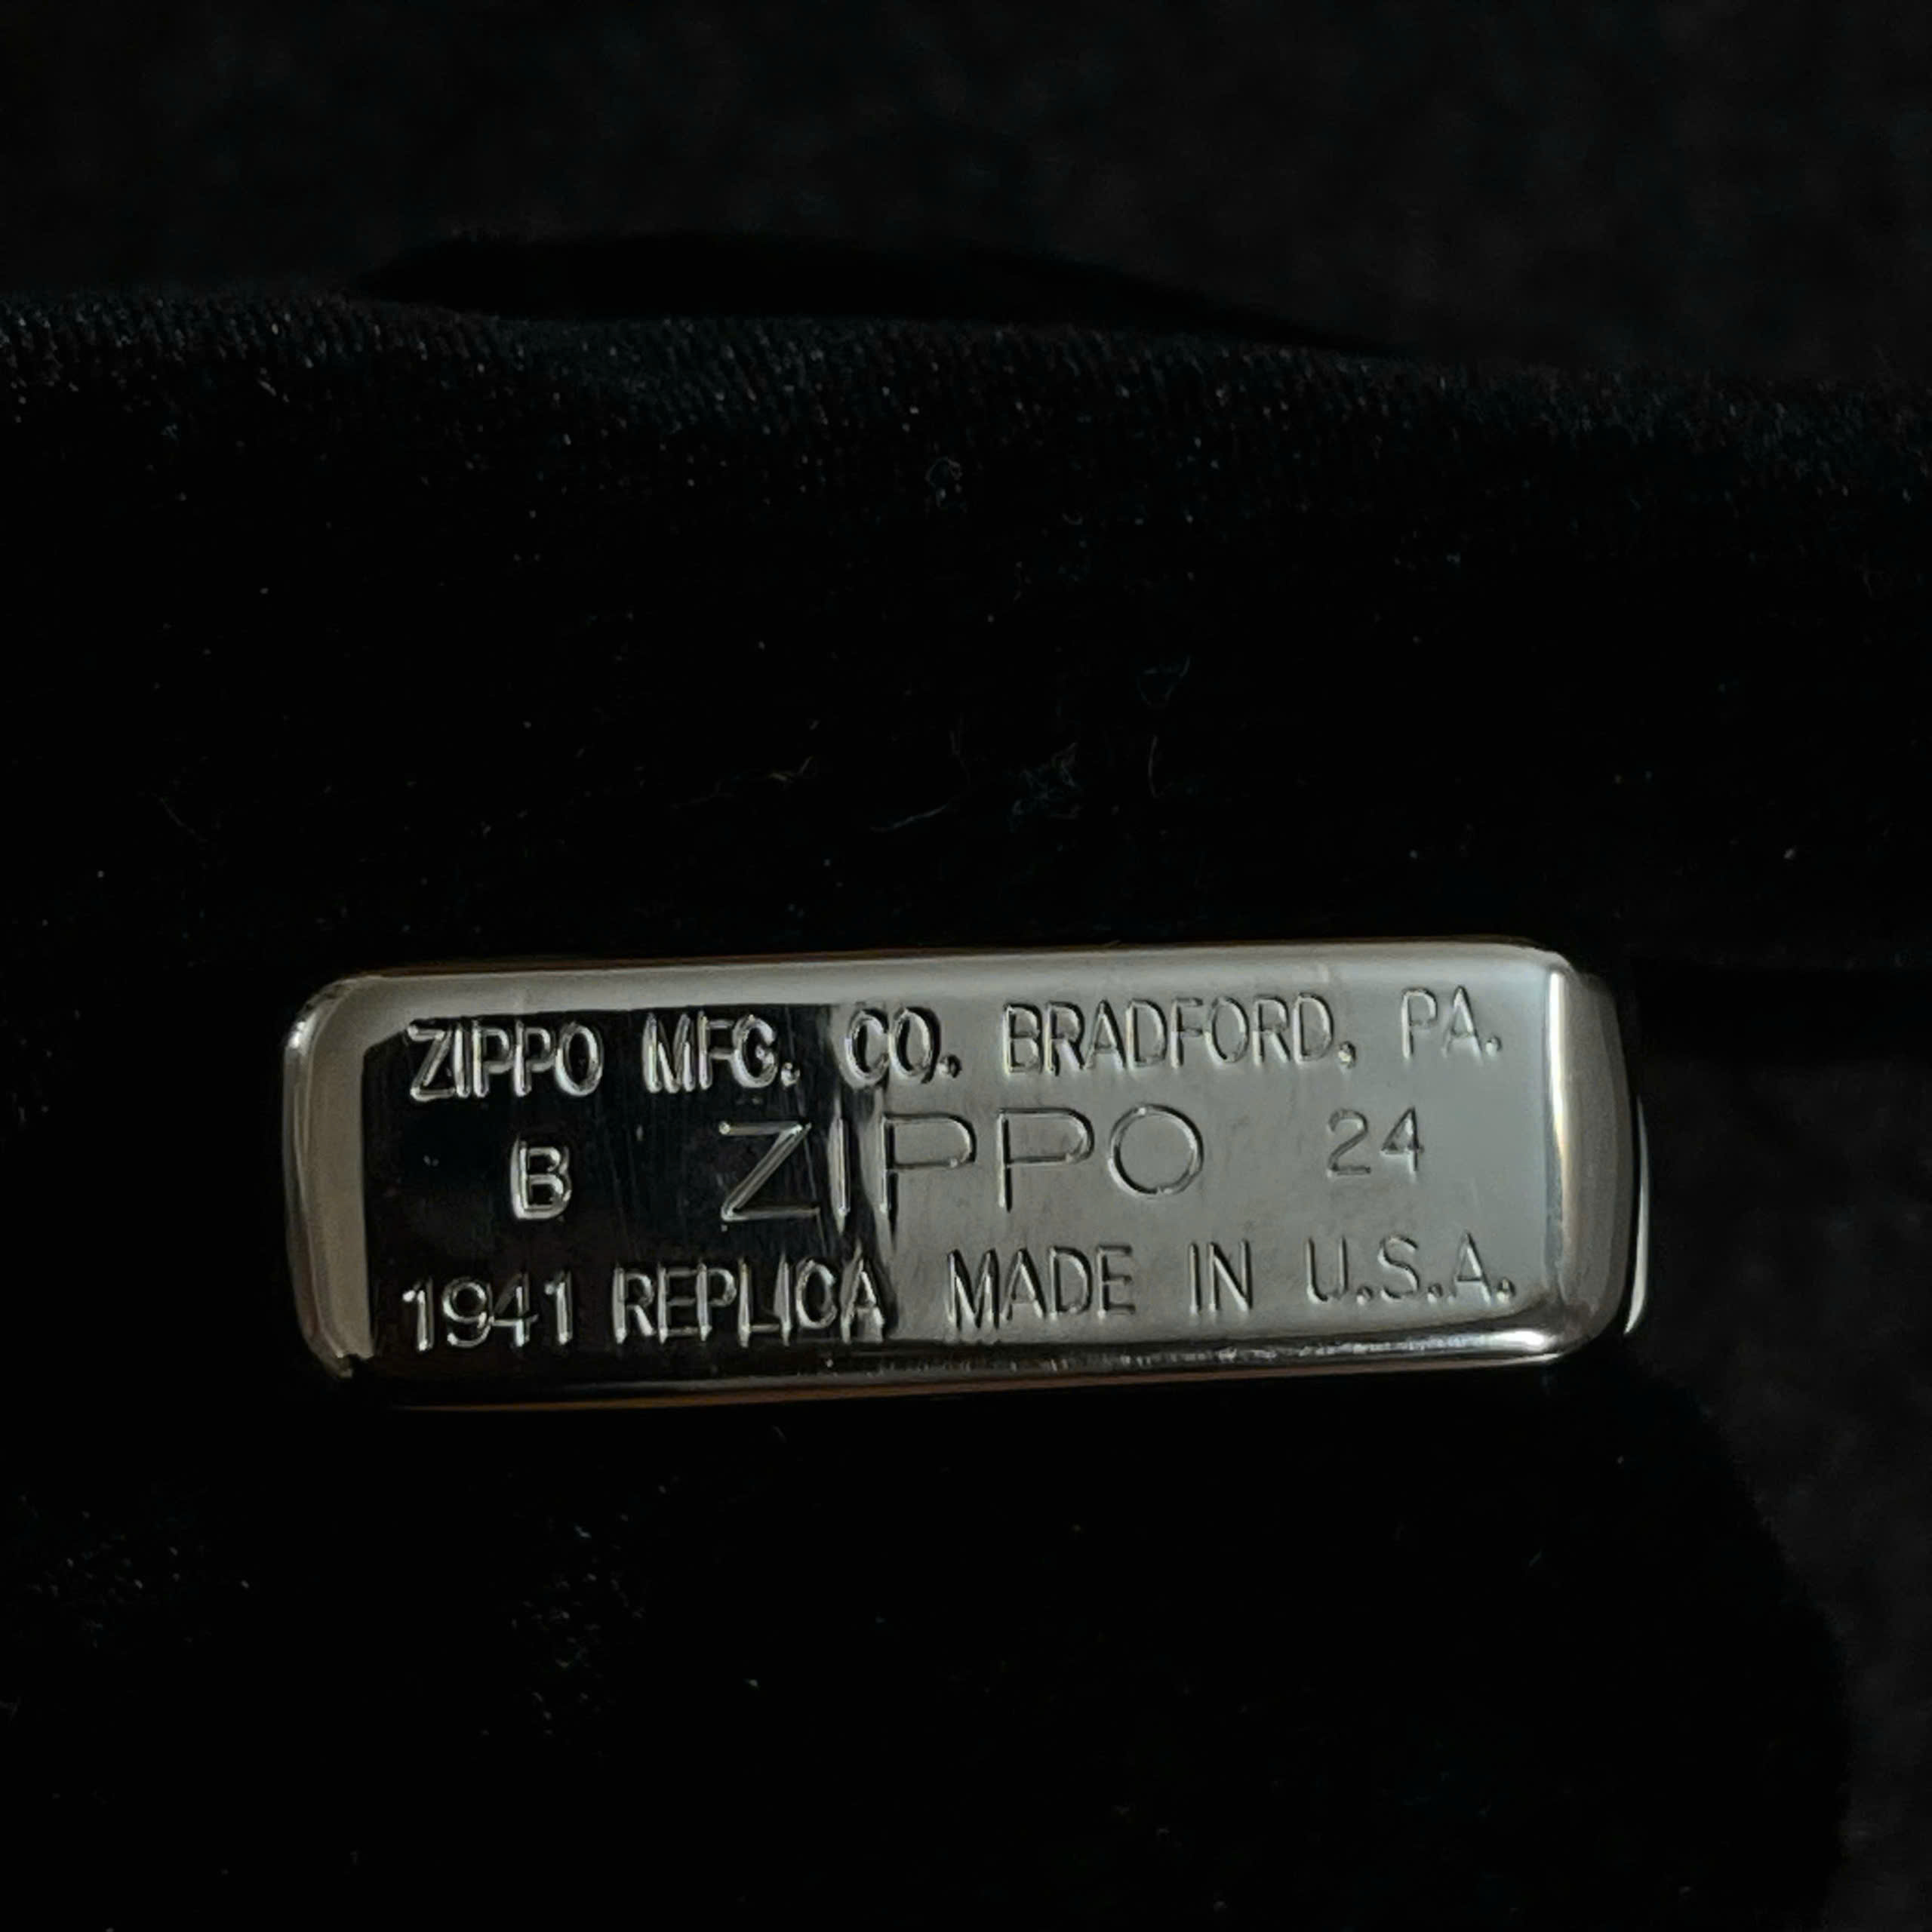 ZIPPO MFG. CO. BRADFORD, PA.
B ZIPPO 24
1941 REPLICA MADE IN U.S.A.